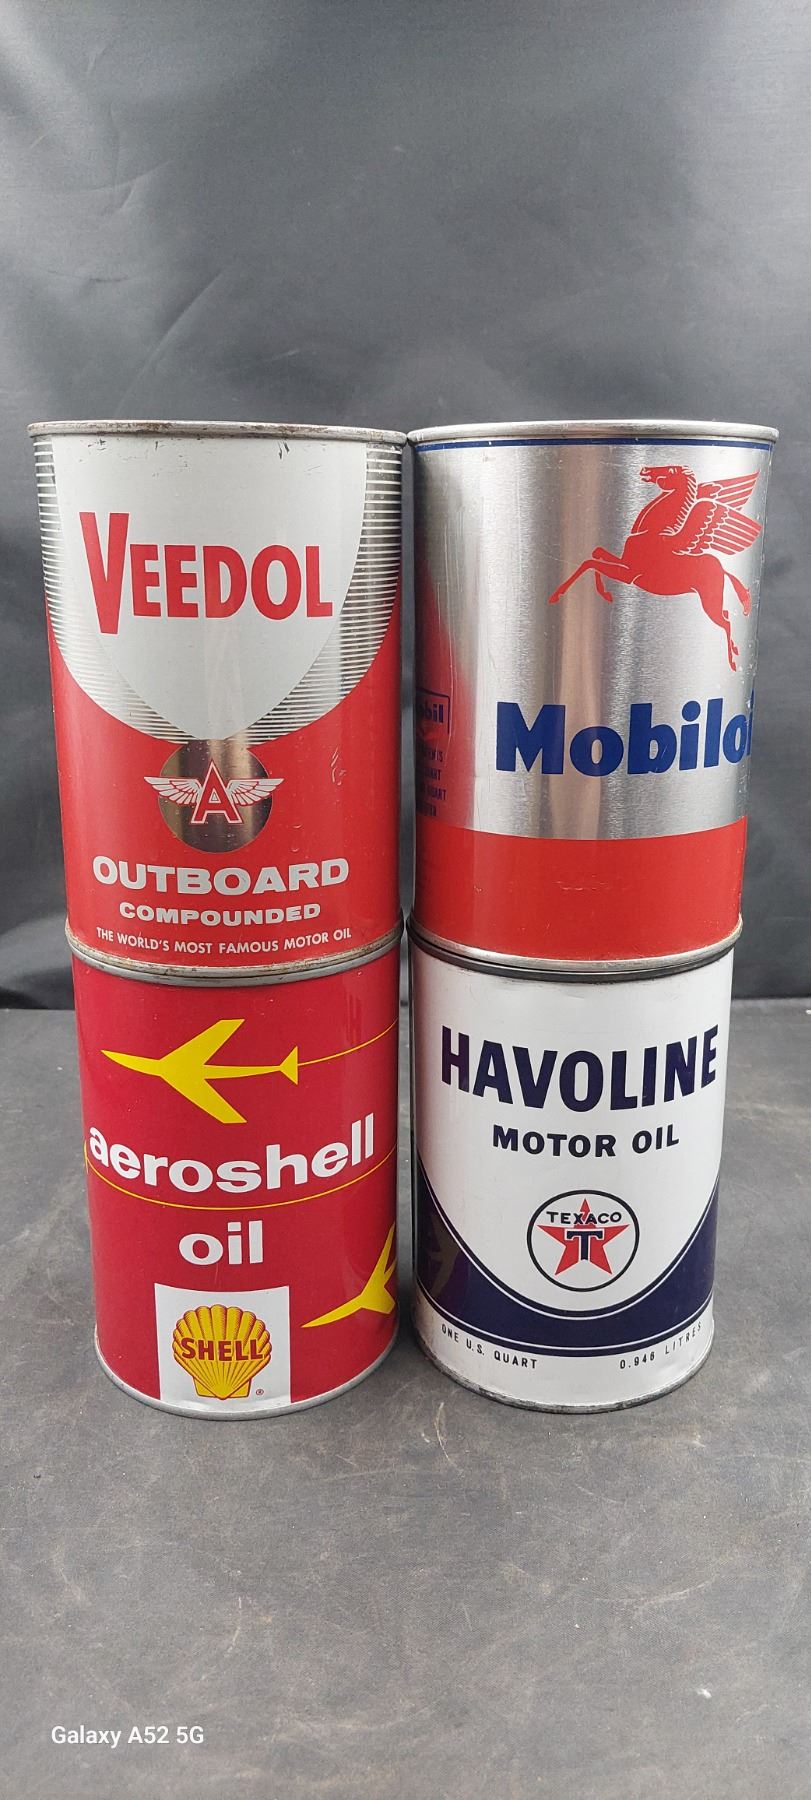 VEEDOL
A
OUTBOARD
COMPOUNDED
THE WORLD'S MOST FAMOUS MOTOR OIL
Mobiloi
aeroshell
oil
SHELL
®
HAVOLINE
MOTOR OIL
TEXACO
T
ONE U.S. QUART 0.946 LITRES
Galaxy A52 5G